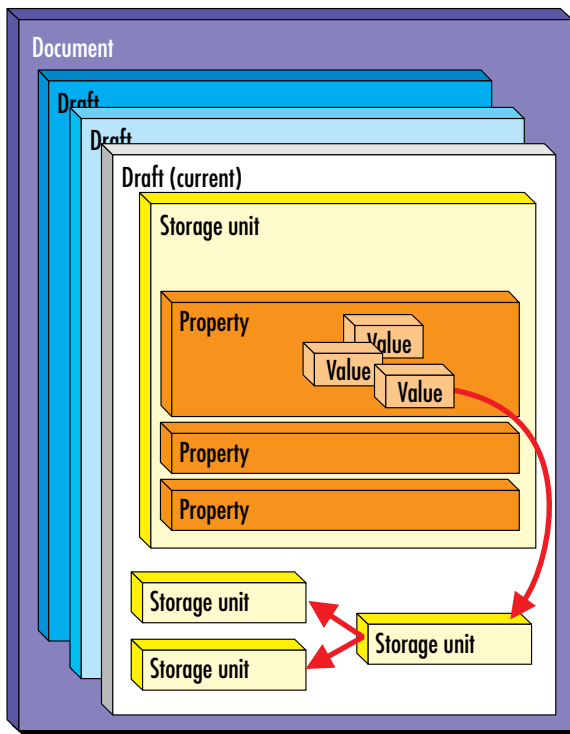 Document
Draft
Draft
Draft (current)
Storage unit
Property
Value
Value
Value
Property
Property
Storage unit
Storage unit
Storage unit